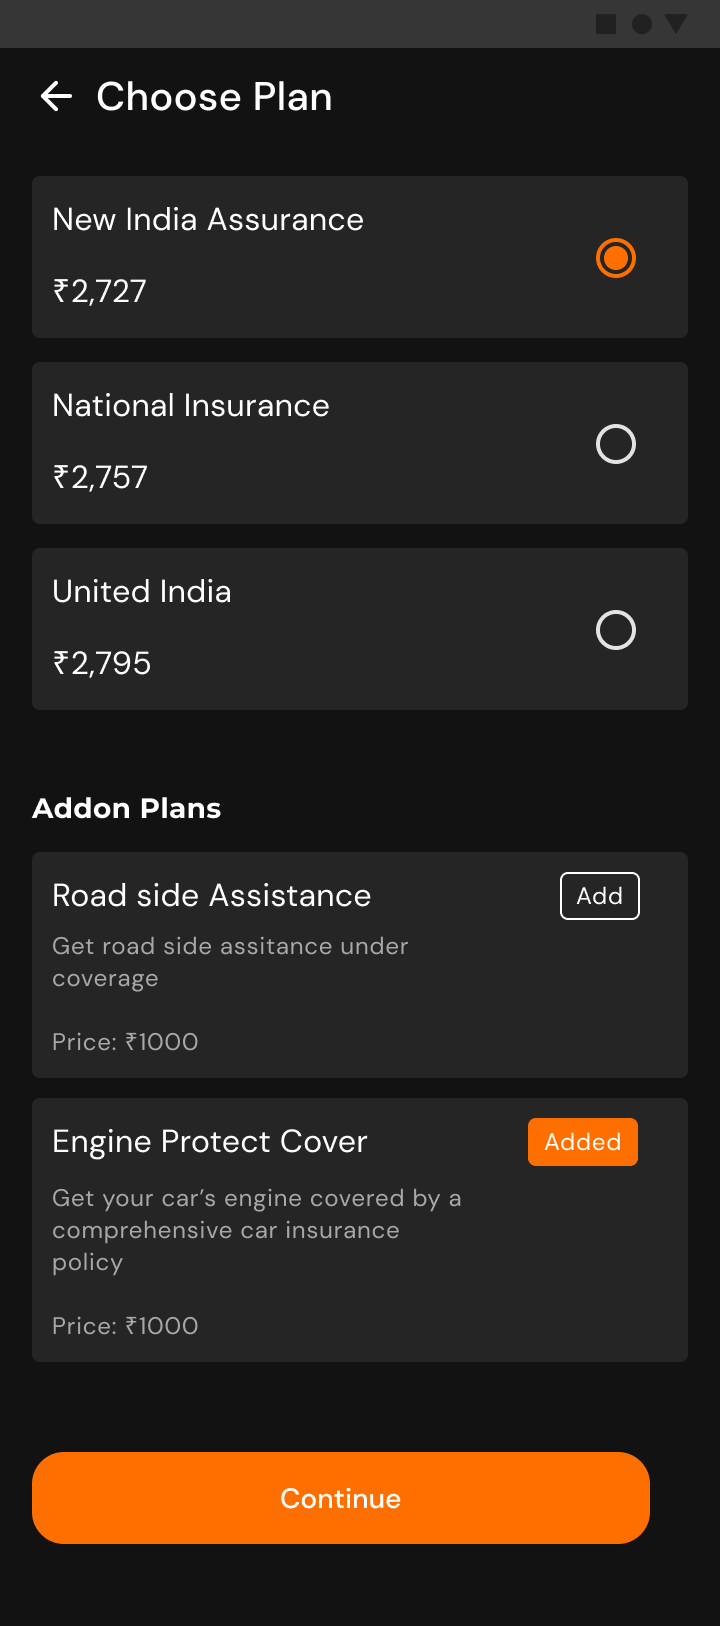 Choose Plan
New India Assurance
₹2,727
National Insurance
₹2,757
United India
₹2,795
Addon Plans
Road side Assistance
Add
Get road side assitance under
coverage
Price: ₹1000
Engine Protect Cover
Added
Get your car’s engine covered by a
comprehensive car insurance
policy
Price: ₹1000
Continue